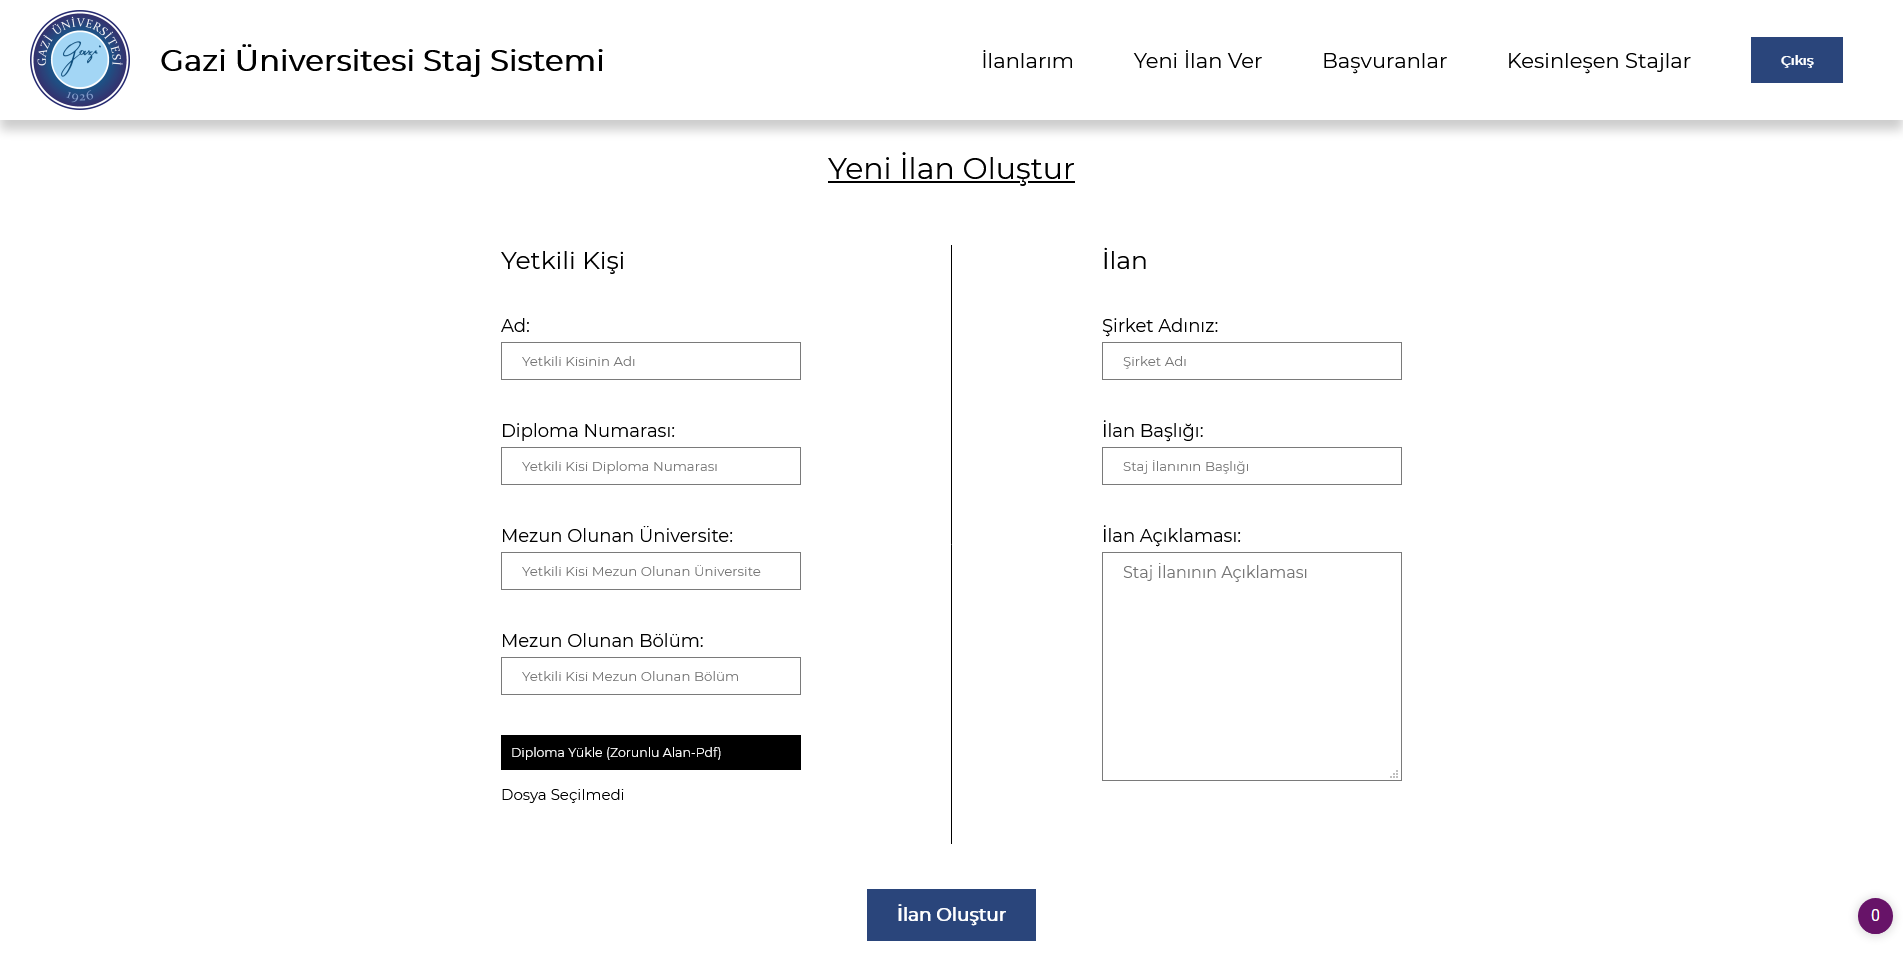 GAZİ ÜNİVERSİTESİ
Gazi
1926
Gazi Üniversitesi Staj Sistemi
İlanlarım
Yeni İlan Ver
Başvuranlar
Kesinleşen Stajlar
Çıkış
Yeni İlan Oluştur
Yetkili Kişi
Ad:
Yetkili Kisinin Adı
Diploma Numarası:
Yetkili Kisi Diploma Numarası
Mezun Olunan Üniversite:
Yetkili Kisi Mezun Olunan Üniversite
Mezun Olunan Bölüm:
Yetkili Kisi Mezun Olunan Bölüm
Diploma Yükle (Zorunlu Alan-Pdf)
Dosya Seçilmedi
İlan
Şirket Adınız:
Şirket Adı
İlan Başlığı:
Staj İlanının Başlığı
İlan Açıklaması:
Staj İlanının Açıklaması
İlan Oluştur
0